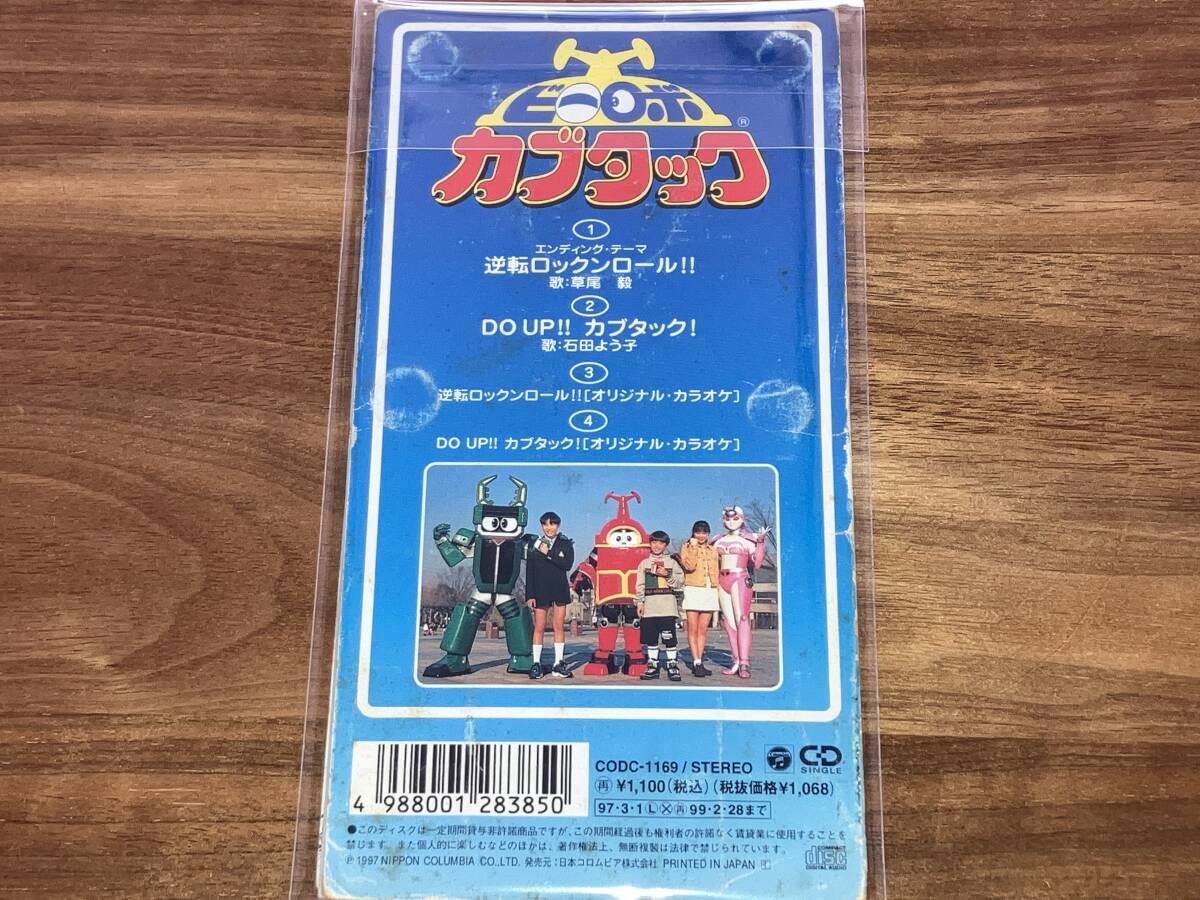 ビーロボ
カブタック
®
1
エンディング・テーマ
逆転ロックンロール!!
歌:草尾 毅
2
DO UP!! カブタック!
歌:石田よう子
3
逆転ロックンロール!![オリジナル・カラオケ]
4
DO UP!! カブタック![オリジナル・カラオケ]
4 988001 283850
CODC-1169/STEREO
CD SINGLE
再 ¥1,100(税込)(税抜価格¥1,068)
97・3・1 L X 再 99・2・28まで
●このディスクは一定期間貸与非許諾商品ですが、この期間経過後も権利者の許諾なく賃貸業に使用することを
禁じます。また個人的に楽しむなどのほかは、著作権法上、無断複製は法律で禁じられています。
Ⓟ1997 NIPPON COLUMBIA CO.,LTD. 発売元:日本コロムビア株式会社 PRINTED IN JAPAN
COMPACT
disc
DIGITAL AUDIO